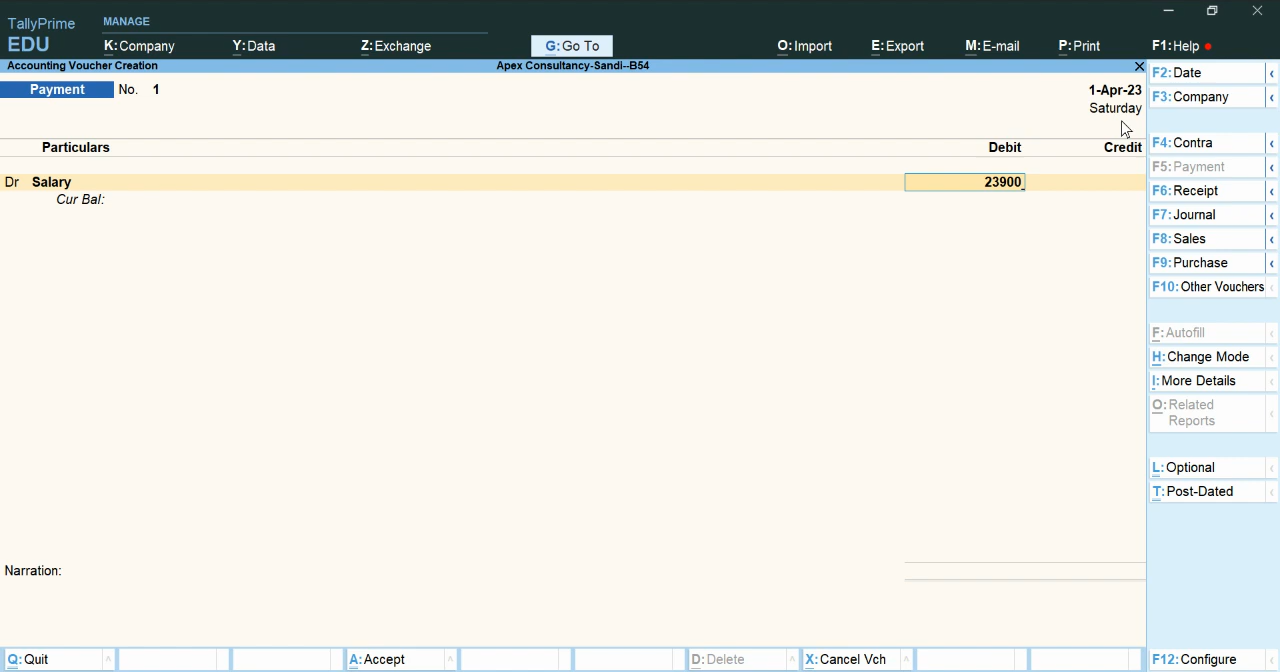 TallyPrime
EDU
MANAGE
K:Company
Y:Data
Z:Exchange
G:Go To
O:Import
E:Export
M:E-mail
P:Print
F1:Help
Accounting Voucher Creation
Apex Consultancy-Sandi--B54
Payment No. 1
1-Apr-23
Saturday
Particulars Debit Credit
Dr Salary 23900
Cur Bal:
Narration:
F2:Date
F3:Company
F4:Contra
F5:Payment
F6:Receipt
F7:Journal
F8:Sales
F9:Purchase
F10:Other Vouchers
F:Autofill
H:Change Mode
I:More Details
O:Related
Reports
L:Optional
T:Post-Dated
Q:Quit
A:Accept
D:Delete
X:Cancel Vch
F12:Configure